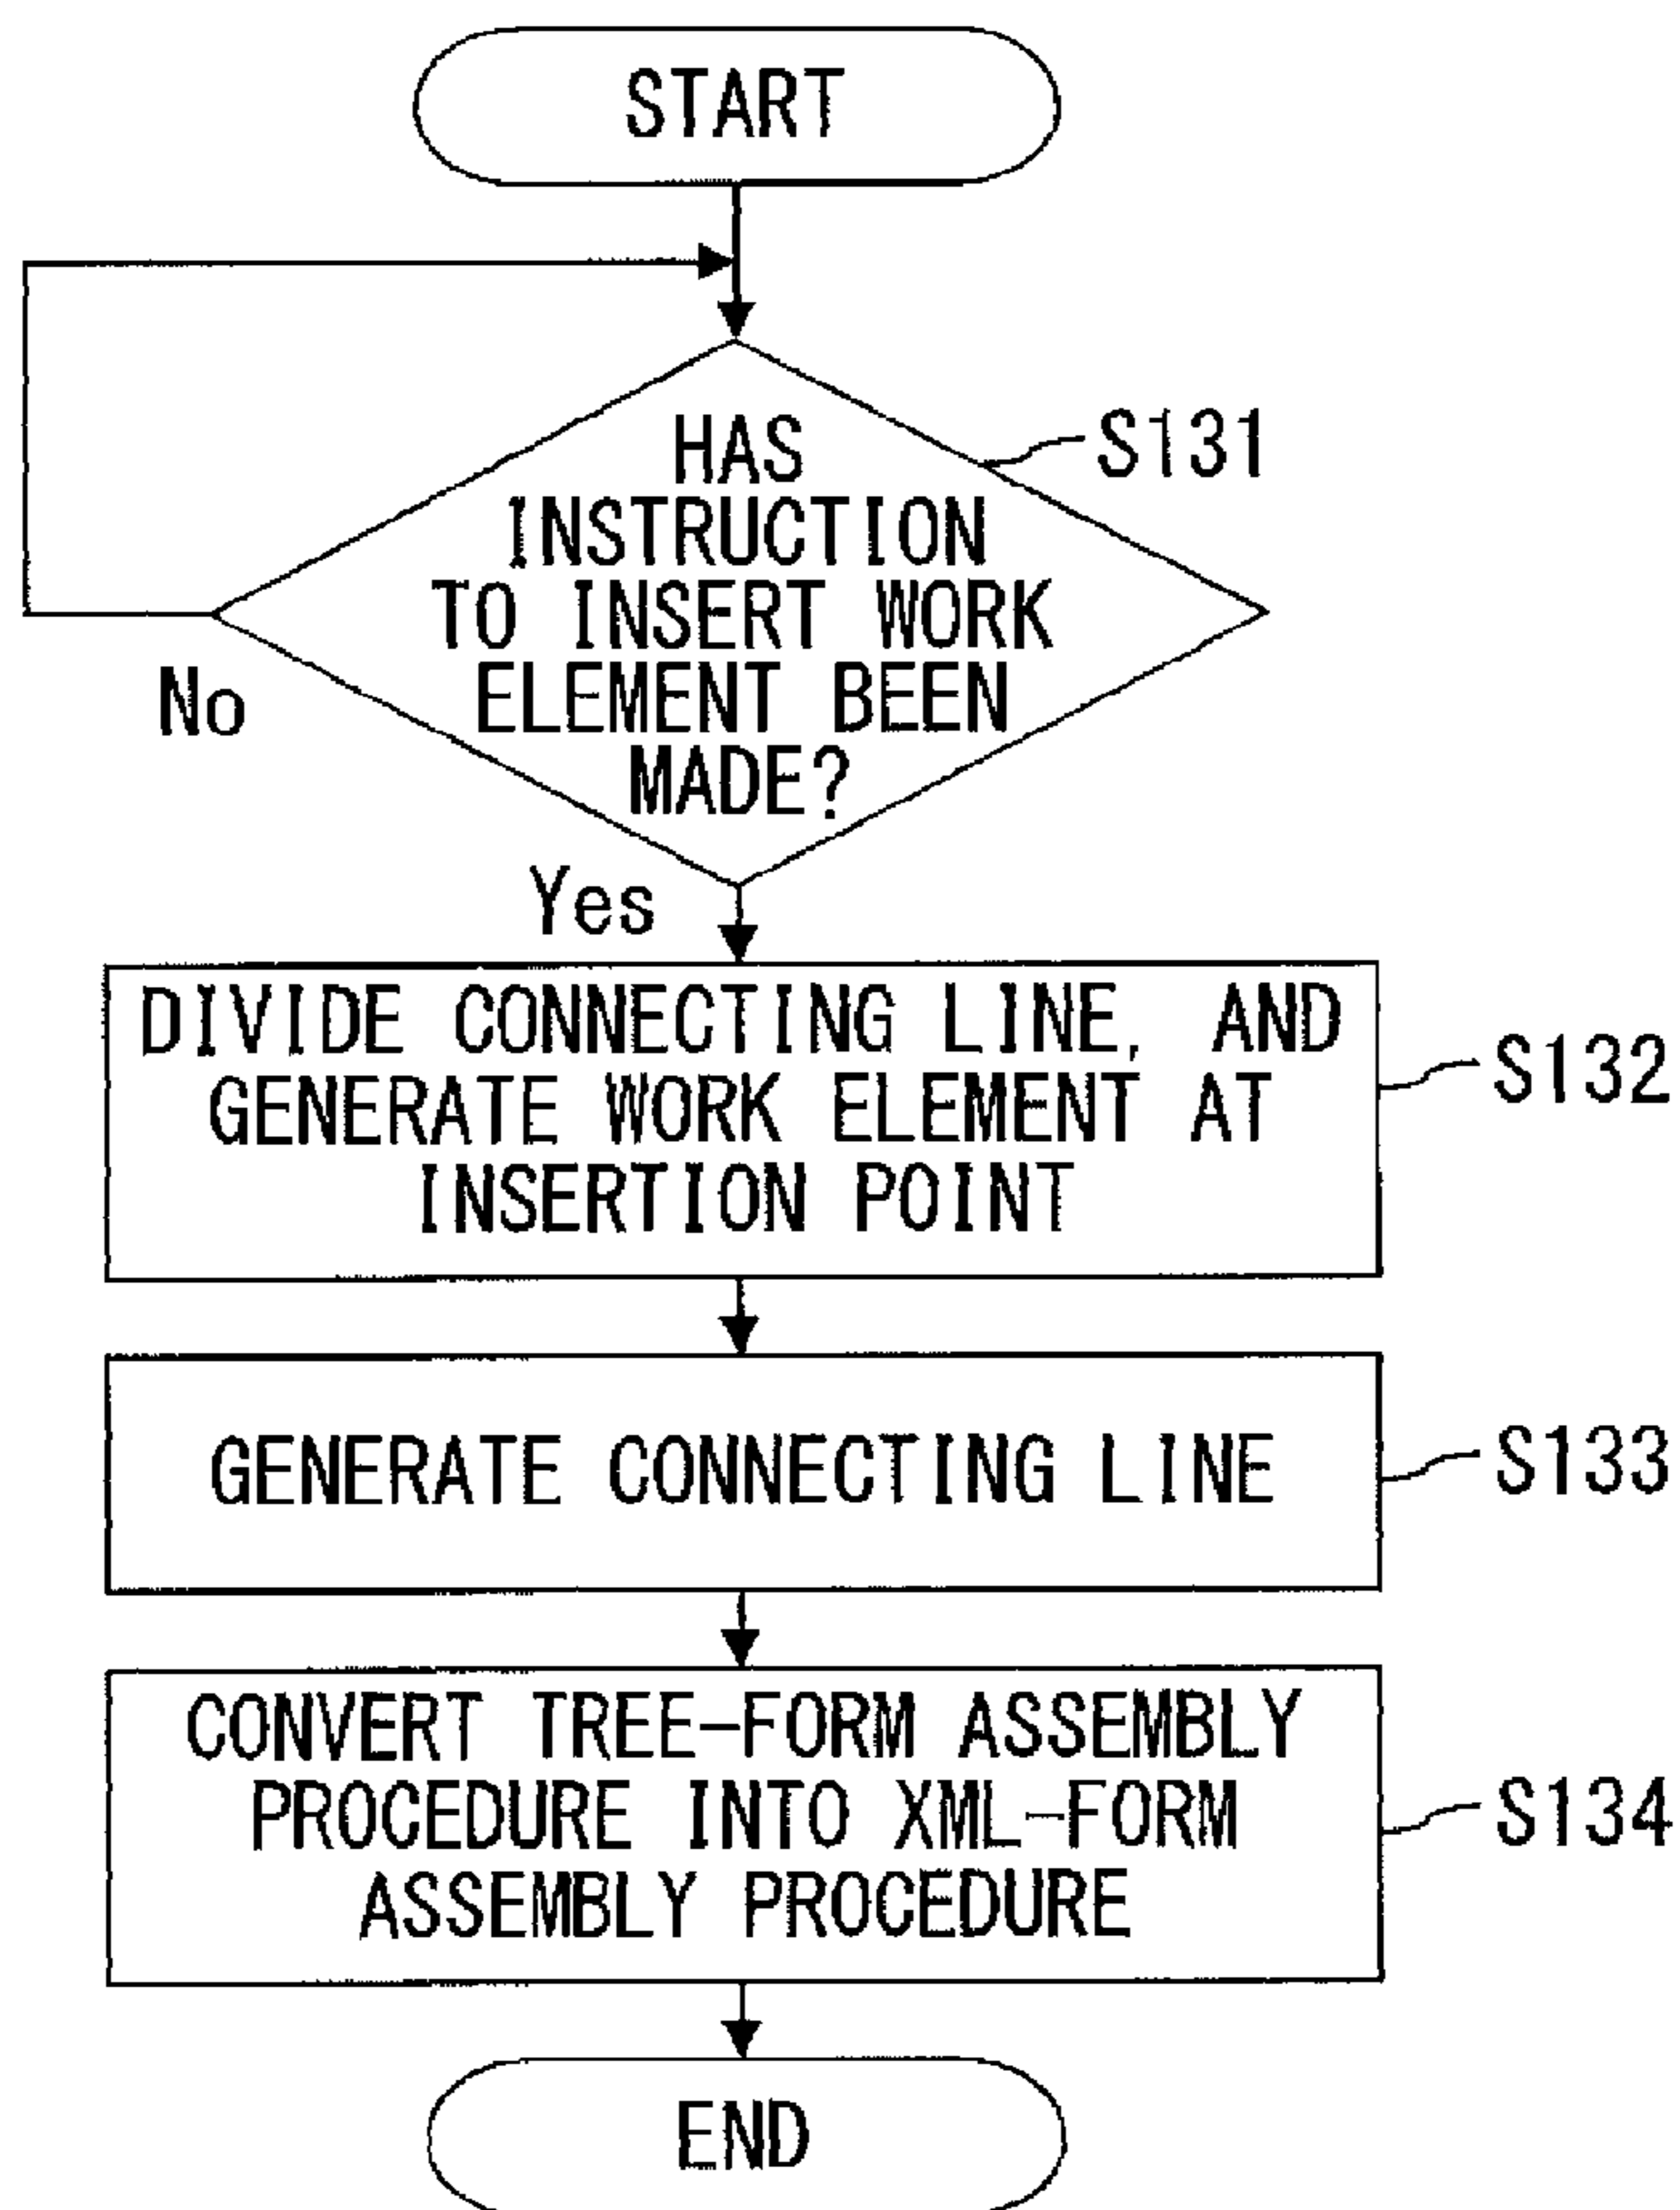 START
HAS
INSTRUCTION
TO INSERT WORK
ELEMENT BEEN
MADE?
S131
No
Yes
DIVIDE CONNECTING LINE, AND
GENERATE WORK ELEMENT AT
INSERTION POINT
S132
GENERATE CONNECTING LINE
S133
CONVERT TREE-FORM ASSEMBLY
PROCEDURE INTO XML-FORM
ASSEMBLY PROCEDURE
S134
END